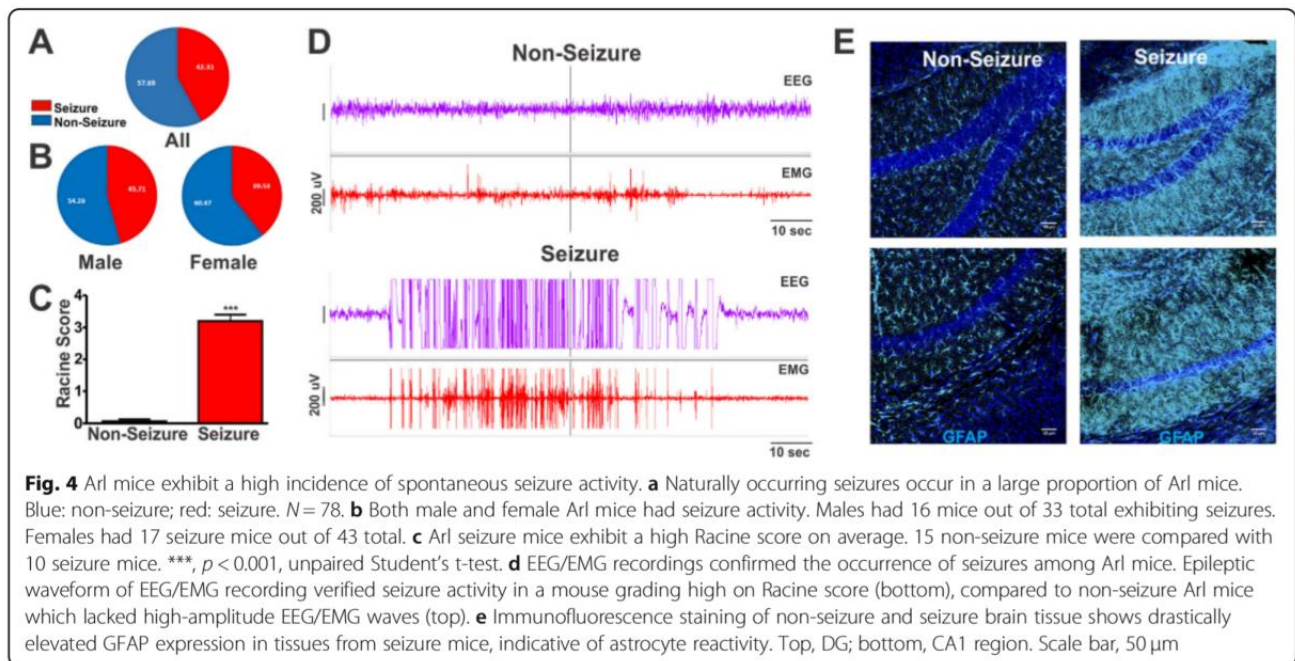 A
57.69
42.31
Seizure
Non-Seizure
All
B
54.29
45.71
60.47
39.53
Male
Female
C
Racine Score
4
3
2
1
0
***
Non-Seizure
Seizure
D
Non-Seizure
EEG
EMG
200 uV
10 sec
Seizure
EEG
EMG
200 uV
10 sec
E
Non-Seizure
Seizure
GFAP
GFAP
Fig. 4 Arl mice exhibit a high incidence of spontaneous seizure activity. a Naturally occurring seizures occur in a large proportion of Arl mice.
Blue: non-seizure; red: seizure. N = 78. b Both male and female Arl mice had seizure activity. Males had 16 mice out of 33 total exhibiting seizures.
Females had 17 seizure mice out of 43 total. c Arl seizure mice exhibit a high Racine score on average. 15 non-seizure mice were compared with
10 seizure mice. ***, p < 0.001, unpaired Student's t-test. d EEG/EMG recordings confirmed the occurrence of seizures among Arl mice. Epileptic
waveform of EEG/EMG recording verified seizure activity in a mouse grading high on Racine score (bottom), compared to non-seizure Arl mice
which lacked high-amplitude EEG/EMG waves (top). e Immunofluorescence staining of non-seizure and seizure brain tissue shows drastically
elevated GFAP expression in tissues from seizure mice, indicative of astrocyte reactivity. Top, DG; bottom, CA1 region. Scale bar, 50 μm